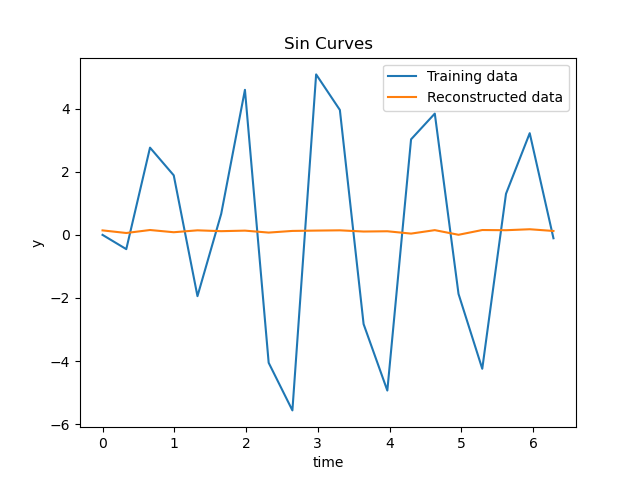 Sin Curves
Training data
Reconstructed data
4
2
0
−2
−4
−6
y
0 1 2 3 4 5 6
time